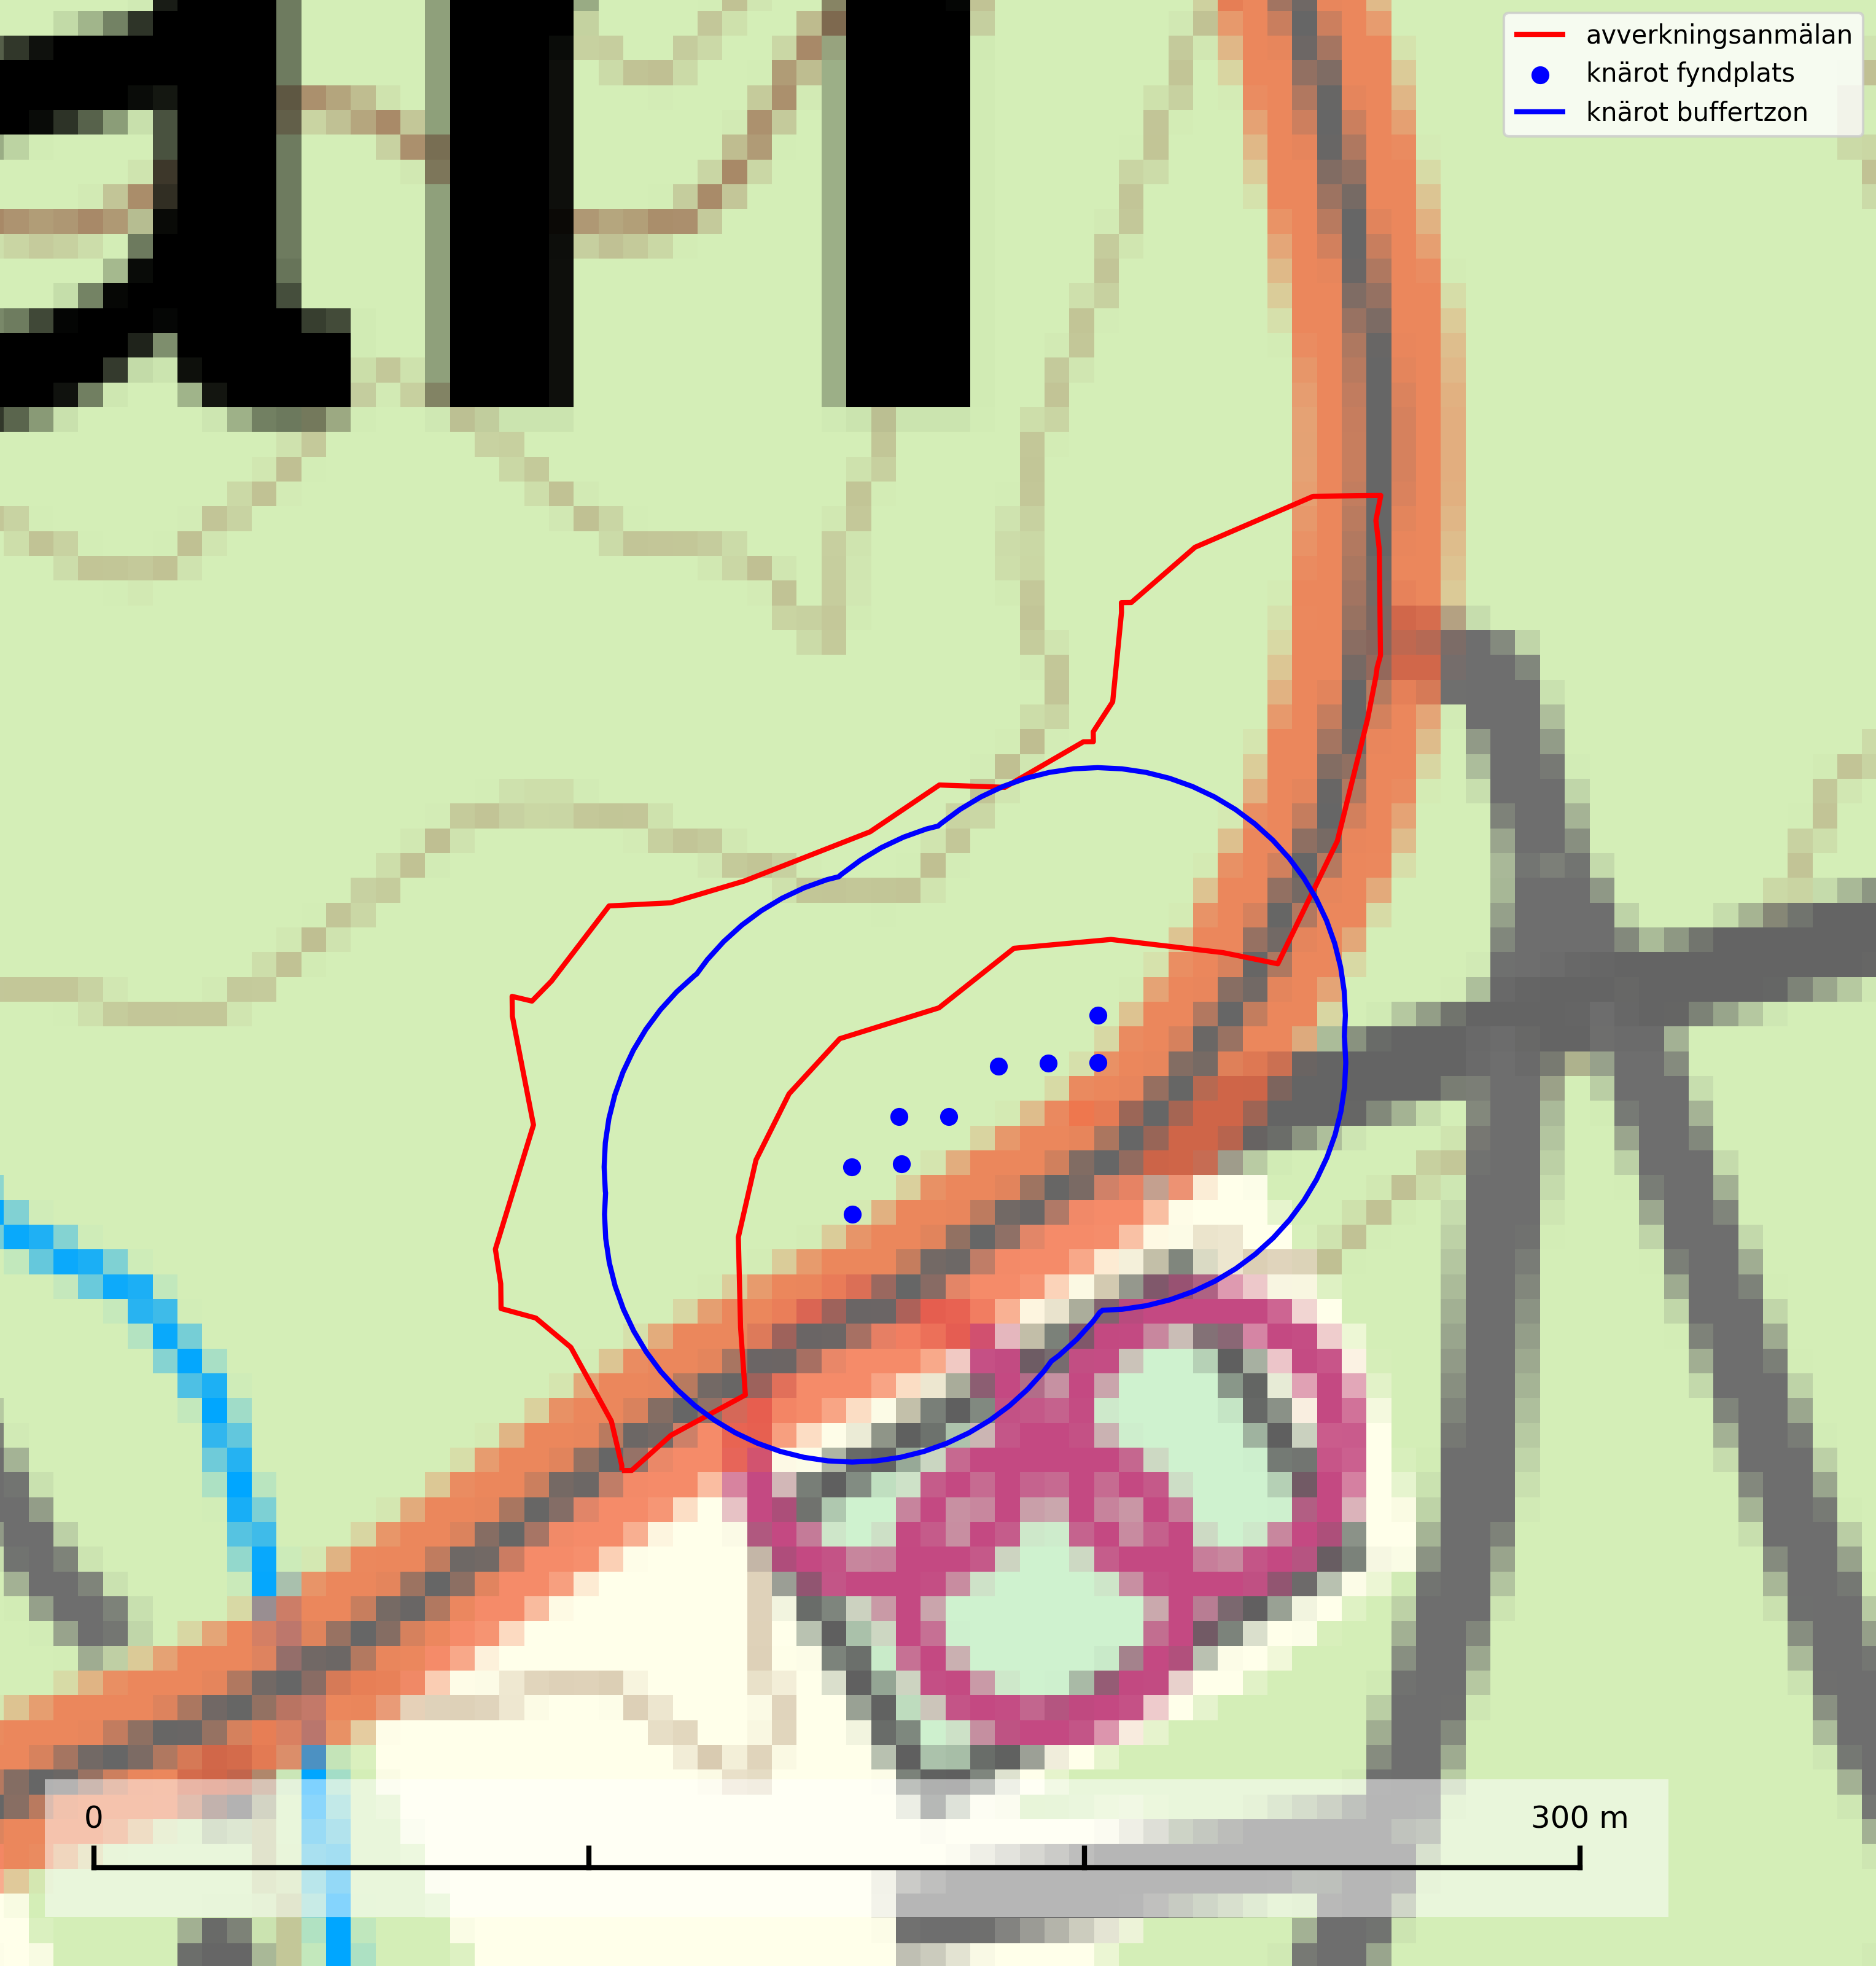 avverkningsanmälan
knärot fyndplats
knärot buffertzon
0 300 m